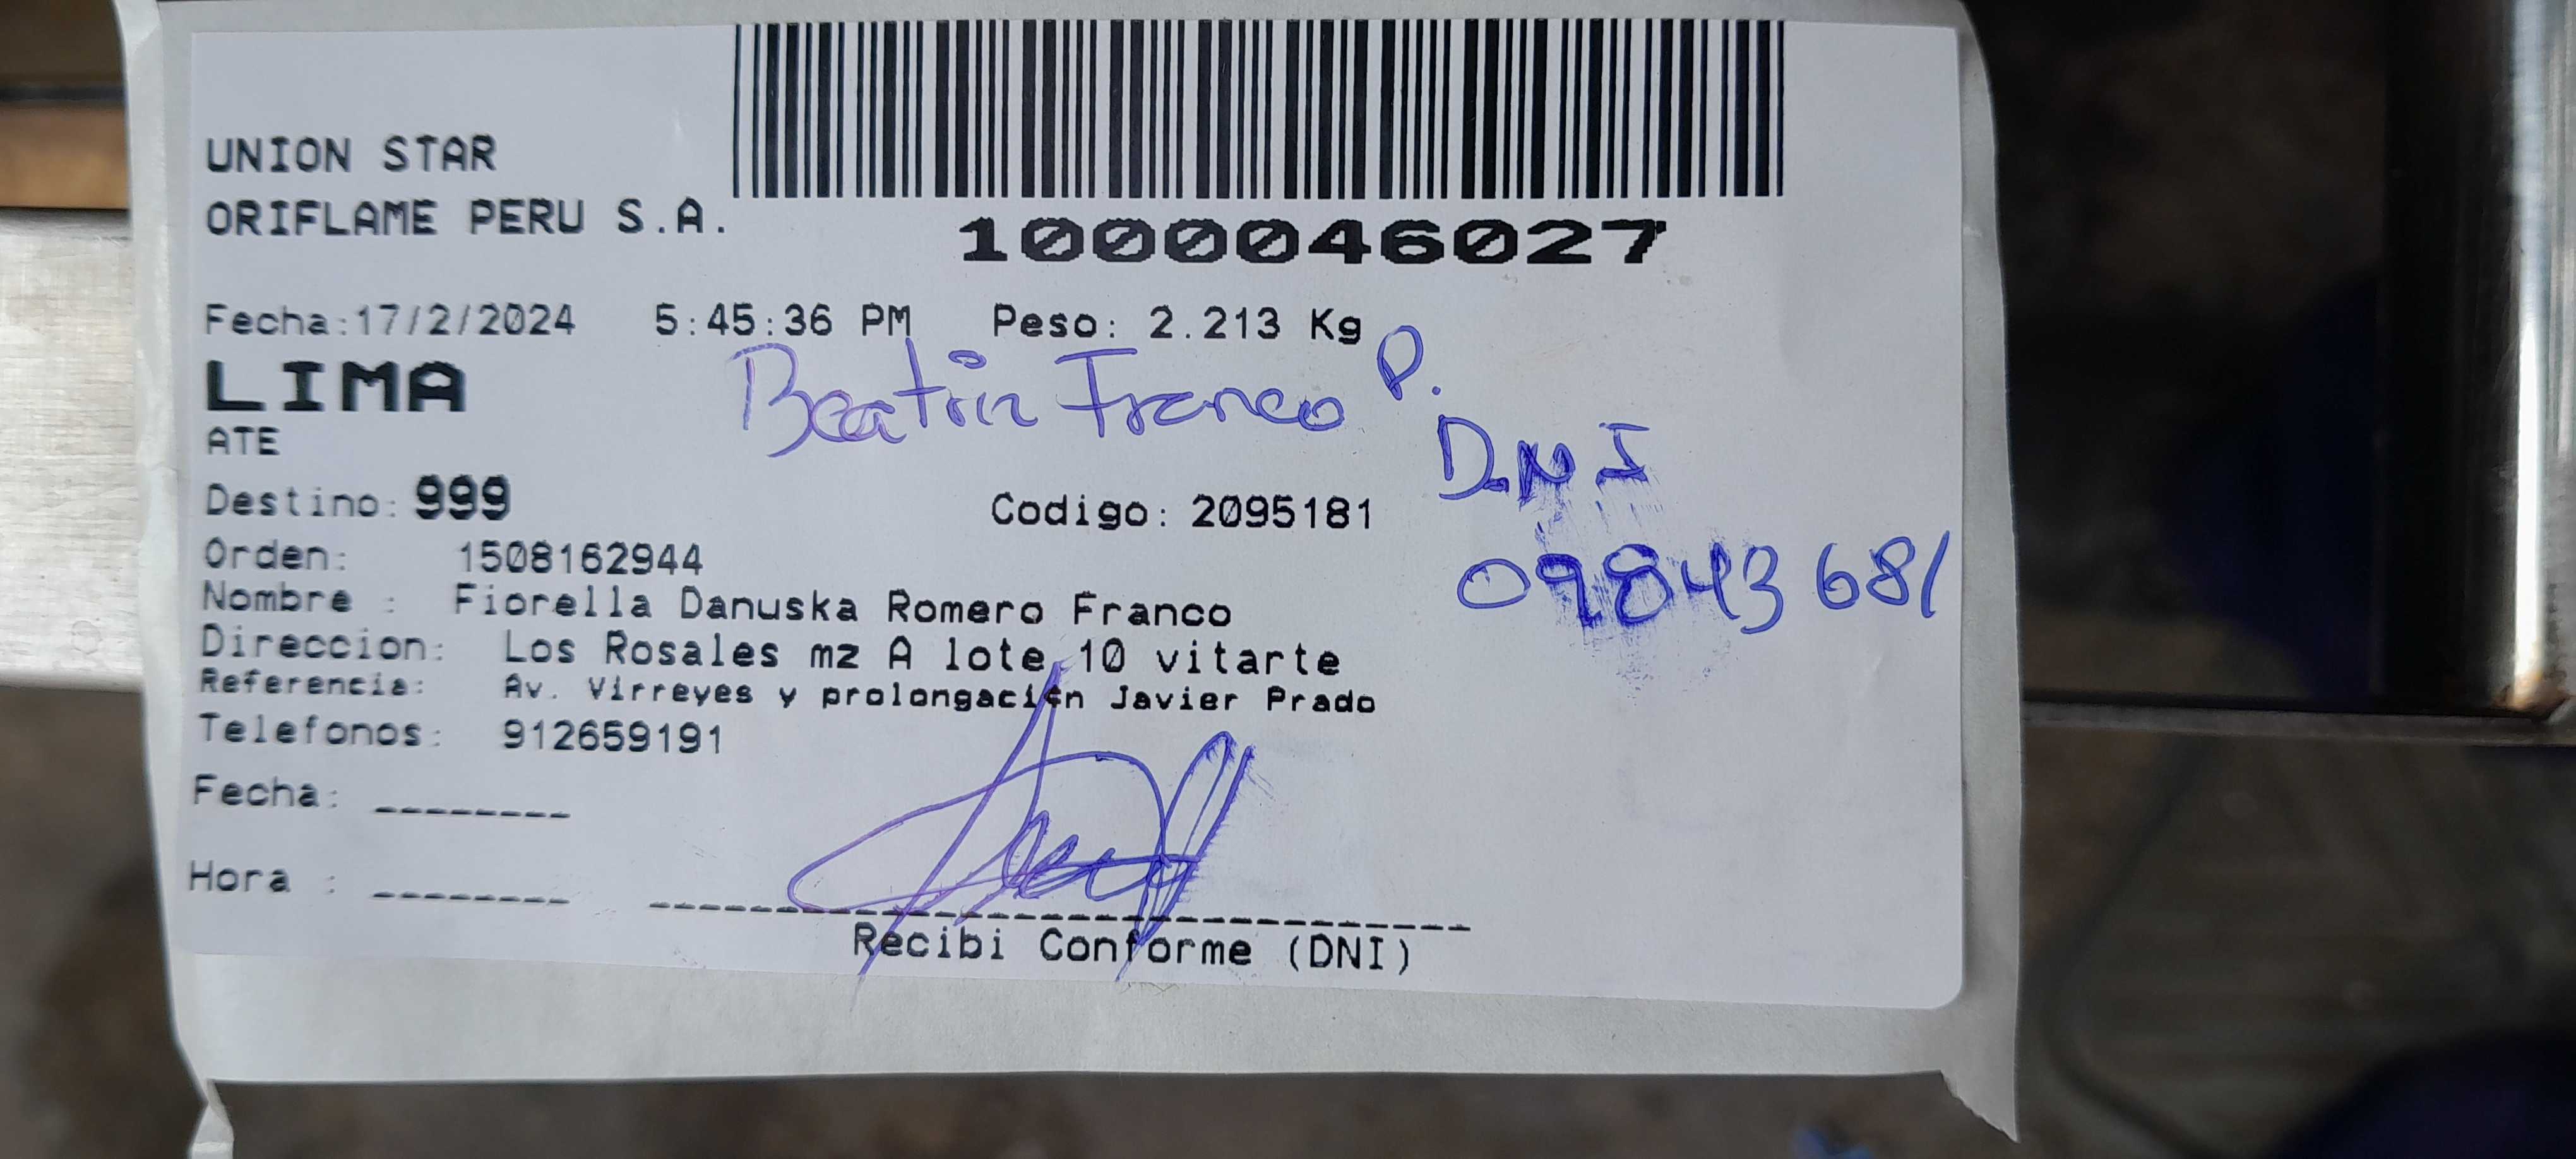 UNION STAR
ORIFLAME PERU S.A.
1000046027
Fecha:17/2/2024 5:45:36 PM Peso: 2.213 Kg
LIMA
Beatriz Franco P.
ATE
D.N.I
Destino: 999 Codigo: 2095181
09843681
Orden: 1508162944
Nombre : Fiorella Danuska Romero Franco
Direccion: Los Rosales mz A lote 10 vitarte
Referencia: Av. Virreyes y prolongación Javier Prado
Telefonos: 912659191
Fecha: ________
Hora : ________
Recibi Conforme (DNI)